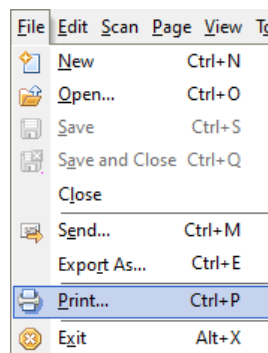 File Edit Scan Page View
New Ctrl+N
Open... Ctrl+O
Save Ctrl+S
Save and Close Ctrl+Q
Close
Send... Ctrl+M
Export As... Ctrl+E
Print... Ctrl+P
Exit Alt+X